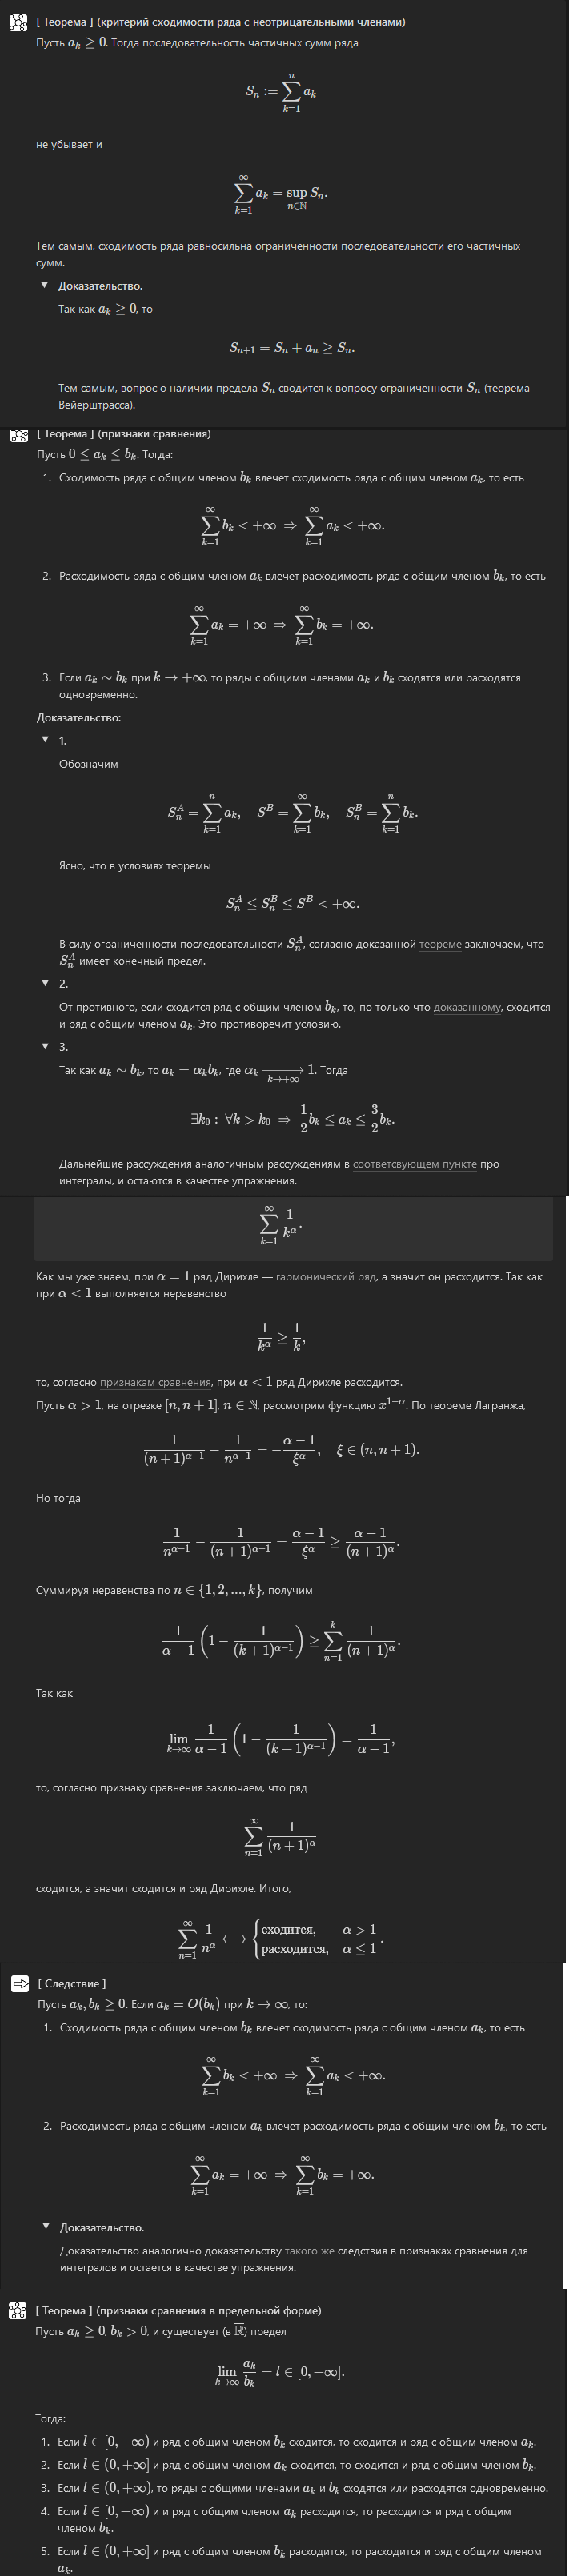 [ Теорема ] (критерий сходимости ряда с неотрицательными членами)
Пусть $a_k \geq 0$. Тогда последовательность частичных сумм ряда
$S_n := \sum_{k=1}^{n} a_k$
не убывает и
$\sum_{k=1}^{\infty} a_k = \sup_{n \in \mathbb{N}} S_n.$
Тем самым, сходимость ряда равносильна ограниченности последовательности его частичных
сумм.
▼ Доказательство.
Так как $a_k \geq 0$, то
$S_{n+1} = S_n + a_n \geq S_n.$
Тем самым, вопрос о наличии предела $S_n$ сводится к вопросу ограниченности $S_n$ (теорема
Вейерштрасса).
[ Теорема ] (признаки сравнения)
Пусть $0 \leq a_k \leq b_k$. Тогда:
1. Сходимость ряда с общим членом $b_k$ влечет сходимость ряда с общим членом $a_k$, то есть
$\sum_{k=1}^{\infty} b_k < +\infty \Rightarrow \sum_{k=1}^{\infty} a_k < +\infty.$
2. Расходимость ряда с общим членом $a_k$ влечет расходимость ряда с общим членом $b_k$, то есть
$\sum_{k=1}^{\infty} a_k = +\infty \Rightarrow \sum_{k=1}^{\infty} b_k = +\infty.$
3. Если $a_k \sim b_k$ при $k \to +\infty$, то ряды с общими членами $a_k$ и $b_k$ сходятся или расходятся
одновременно.
Доказательство:
▼ 1.
Обозначим
$S_n^A = \sum_{k=1}^{n} a_k, \quad S^B = \sum_{k=1}^{\infty} b_k, \quad S_n^B = \sum_{k=1}^{n} b_k.$
Ясно, что в условиях теоремы
$S_n^A \leq S_n^B \leq S^B < +\infty.$
В силу ограниченности последовательности $S_n^A$, согласно доказанной теореме заключаем, что
$S_n^A$ имеет конечный предел.
▼ 2.
От противного, если сходится ряд с общим членом $b_k$, то, по только что доказанному, сходится
и ряд с общим членом $a_k$. Это противоречит условию.
▼ 3.
Так как $a_k \sim b_k$, то $a_k = \alpha_k b_k$, где $\alpha_k \xrightarrow[k \to +\infty]{} 1$. Тогда
$\exists k_0 : \forall k > k_0 \Rightarrow \frac{1}{2} b_k \leq a_k \leq \frac{3}{2} b_k.$
Дальнейшие рассуждения аналогичным рассуждениям в соответсвующем пункте про
интегралы, и остаются в качестве упражнения.
$\sum_{k=1}^{\infty} \frac{1}{k^\alpha}.$
Как мы уже знаем, при $\alpha = 1$ ряд Дирихле — гармонический ряд, а значит он расходится. Так как
при $\alpha < 1$ выполняется неравенство
$\frac{1}{k^\alpha} \geq \frac{1}{k},$
то, согласно признакам сравнения, при $\alpha < 1$ ряд Дирихле расходится.
Пусть $\alpha > 1$, на отрезке $[n, n+1]$, $n \in \mathbb{N}$, рассмотрим функцию $x^{1-\alpha}$. По теореме Лагранжа,
$\frac{1}{(n+1)^{\alpha-1}} - \frac{1}{n^{\alpha-1}} = -\frac{\alpha-1}{\xi^\alpha}, \quad \xi \in (n, n+1).$
Но тогда
$\frac{1}{n^{\alpha-1}} - \frac{1}{(n+1)^{\alpha-1}} = \frac{\alpha-1}{\xi^\alpha} \geq \frac{\alpha-1}{(n+1)^\alpha}.$
Суммируя неравенства по $n \in \{1, 2, ..., k\}$, получим
$\frac{1}{\alpha-1} \left(1 - \frac{1}{(k+1)^{\alpha-1}}\right) \geq \sum_{n=1}^{k} \frac{1}{(n+1)^\alpha}.$
Так как
$\lim_{k \to \infty} \frac{1}{\alpha-1} \left(1 - \frac{1}{(k+1)^{\alpha-1}}\right) = \frac{1}{\alpha-1},$
то, согласно признаку сравнения заключаем, что ряд
$\sum_{n=1}^{\infty} \frac{1}{(n+1)^\alpha}$
сходится, а значит сходится и ряд Дирихле. Итого,
$\sum_{n=1}^{\infty} \frac{1}{n^\alpha} \longleftrightarrow \begin{cases} \text{сходится,} & \alpha > 1 \\ \text{расходится,} & \alpha \leq 1 \end{cases}.$
[ Следствие ]
Пусть $a_k, b_k \geq 0$. Если $a_k = O(b_k)$ при $k \to \infty$, то:
1. Сходимость ряда с общим членом $b_k$ влечет сходимость ряда с общим членом $a_k$, то есть
$\sum_{k=1}^{\infty} b_k < +\infty \Rightarrow \sum_{k=1}^{\infty} a_k < +\infty.$
2. Расходимость ряда с общим членом $a_k$ влечет расходимость ряда с общим членом $b_k$, то есть
$\sum_{k=1}^{\infty} a_k = +\infty \Rightarrow \sum_{k=1}^{\infty} b_k = +\infty.$
▼ Доказательство.
Доказательство аналогично доказательству такого же следствия в признаках сравнения для
интегралов и остается в качестве упражнения.
[ Теорема ] (признаки сравнения в предельной форме)
Пусть $a_k \geq 0$, $b_k > 0$, и существует (в $\overline{\mathbb{R}}$) предел
$\lim_{k \to \infty} \frac{a_k}{b_k} = l \in [0, +\infty].$
Тогда:
1. Если $l \in [0, +\infty)$ и ряд с общим членом $b_k$ сходится, то сходится и ряд с общим членом $a_k$.
2. Если $l \in (0, +\infty]$ и ряд с общим членом $a_k$ сходится, то сходится и ряд с общим членом $b_k$.
3. Если $l \in (0, +\infty)$, то ряды с общими членами $a_k$ и $b_k$ сходятся или расходятся одновременно.
4. Если $l \in [0, +\infty)$ и и ряд с общим членом $a_k$ расходится, то расходится и ряд с общим
членом $b_k$.
5. Если $l \in (0, +\infty]$ и ряд с общим членом $b_k$ расходится, то расходится и ряд с общим членом
$a_k$.